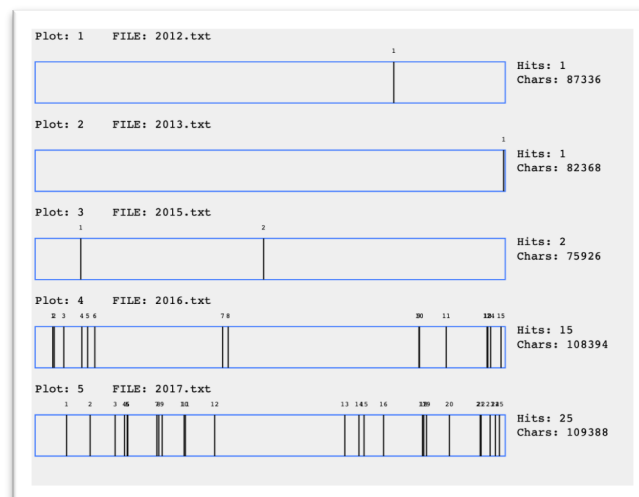 Plot: 1 FILE: 2012.txt
1
Hits: 1
Chars: 87336
Plot: 2 FILE: 2013.txt
1
Hits: 1
Chars: 82368
Plot: 3 FILE: 2015.txt
1 2
Hits: 2
Chars: 75926
Plot: 4 FILE: 2016.txt
3 4 5 6 7 8 11 15
Hits: 15
Chars: 108394
Plot: 5 FILE: 2017.txt
1 2 3 12 13 16 20
Hits: 25
Chars: 109388